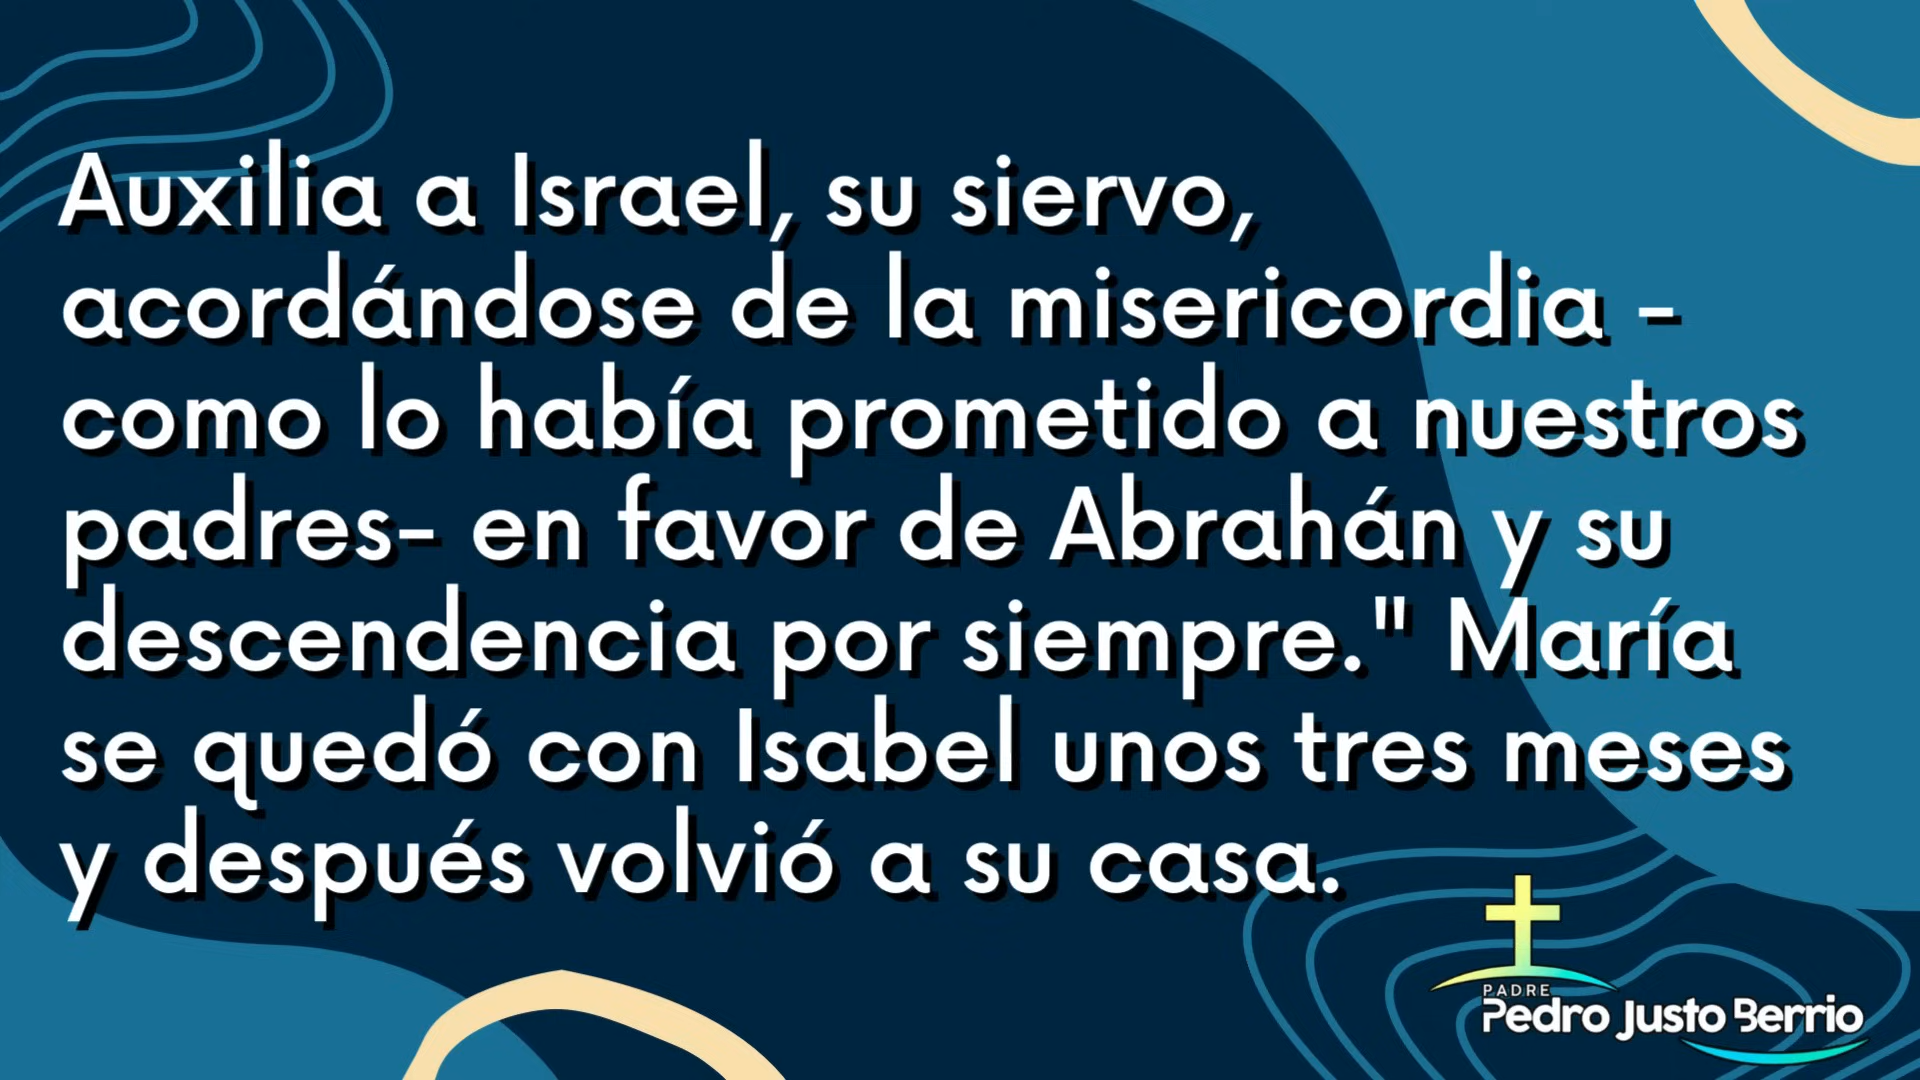 Auxilia a Israel, su siervo,
acordándose de la misericordia -
como lo había prometido a nuestros
padres- en favor de Abrahán y su
descendencia por siempre." María
se quedó con Isabel unos tres meses
y después volvió a su casa.
PADRE
Pedro Justo Berrio